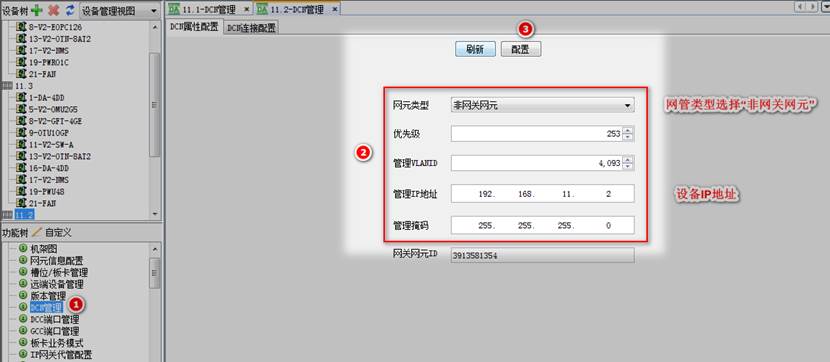 设备树 设备管理视图
8-V2-EOPC126
13-V2-OIN-8AI2
17-V2-NMS
19-PWR01C
21-FAN
11.3
1-DA-4DD
5-V2-OMU2G5
8-V2-GFI-4GE
9-OTU10GP
11-V2-SW-A
13-V2-OIN-8AI2
16-DA-4DD
17-V2-NMS
19-PWU48
21-FAN
11.2
功能树 自定义
机架图
网元信息配置
槽位/板卡管理
远端设备管理
版本管理
DCN管理
1
DCC端口管理
GCC端口管理
板卡业务模式
IP网关代管配置
DA 11.1-DCN管理 × DA 11.2-DCN管理 ×
DCN属性配置 DCN连接配置
3
刷新 配置
2
网元类型 非网关网元
优先级 253
管理VLANID 4,093
管理IP地址 192. 168. 11. 2
管理掩码 255. 255. 255. 0
网关网元ID 3913581354
网管类型选择“非网关网元”
设备IP地址